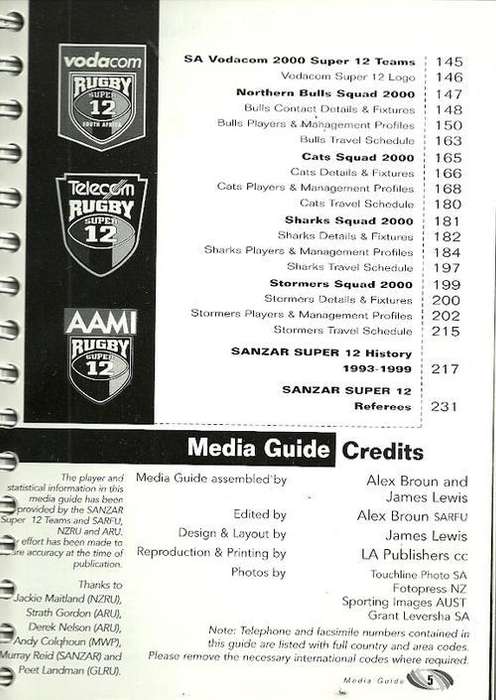 vodacom
RUGBY
SUPER
12
SOUTH AFRICA
Telecom
RUGBY
SUPER
12
AAMI
RUGBY
SUPER
12
SA Vodacom 2000 Super 12 Teams 145
Vodacom Super 12 Logo 146
Northern Bulls Squad 2000 147
Bulls Contact Details & Fixtures 148
Bulls Players & Management Profiles 150
Bulls Travel Schedule 163
Cats Squad 2000 165
Cats Details & Fixtures 166
Cats Players & Management Profiles 168
Cats Travel Schedule 180
Sharks Squad 2000 181
Sharks Details & Fixtures 182
Sharks Players & Management Profiles 184
Sharks Travel Schedule 197
Stormers Squad 2000 199
Stormers Details & Fixtures 200
Stormers Players & Management Profiles 202
Stormers Travel Schedule 215
SANZAR SUPER 12 History
1993-1999 217
SANZAR SUPER 12
Referees 231
Media Guide Credits
The player and
statistical information in this
media guide has been
provided by the SANZAR
Super 12 Teams and SARFU,
NZRU and ARU.
effort has been made to
accuracy at the time of
publication.
Thanks to
Jackie Maitland (NZRU),
Strath Gordon (ARU),
Derek Nelson (ARU),
Andy Colqhoun (MWP),
Murray Reid (SANZAR) and
Peet Landman (GLRU).
Media Guide assembled by Alex Broun and
James Lewis
Edited by Alex Broun SARFU
Design & Layout by James Lewis
Reproduction & Printing by LA Publishers cc
Photos by Touchline Photo SA
Fotopress NZ
Sporting Images AUST
Grant Leversha SA
Note: Telephone and facsimile numbers contained in
this guide are listed with full country and area codes.
Please remove the necessary international codes where required.
Media Guide 5